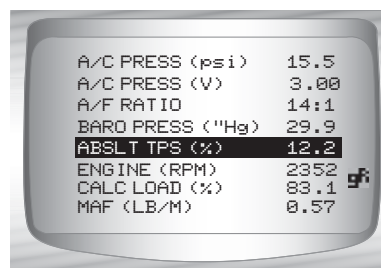 A/C PRESS (psi) 15.5
A/C PRESS (V) 3.00
A/F RATIO 14:1
BARO PRESS ("Hg) 29.9
ABSLT TPS (%) 12.2
ENGINE (RPM) 2352
CALC LOAD (%) 83.1
MAF (LB/M) 0.57